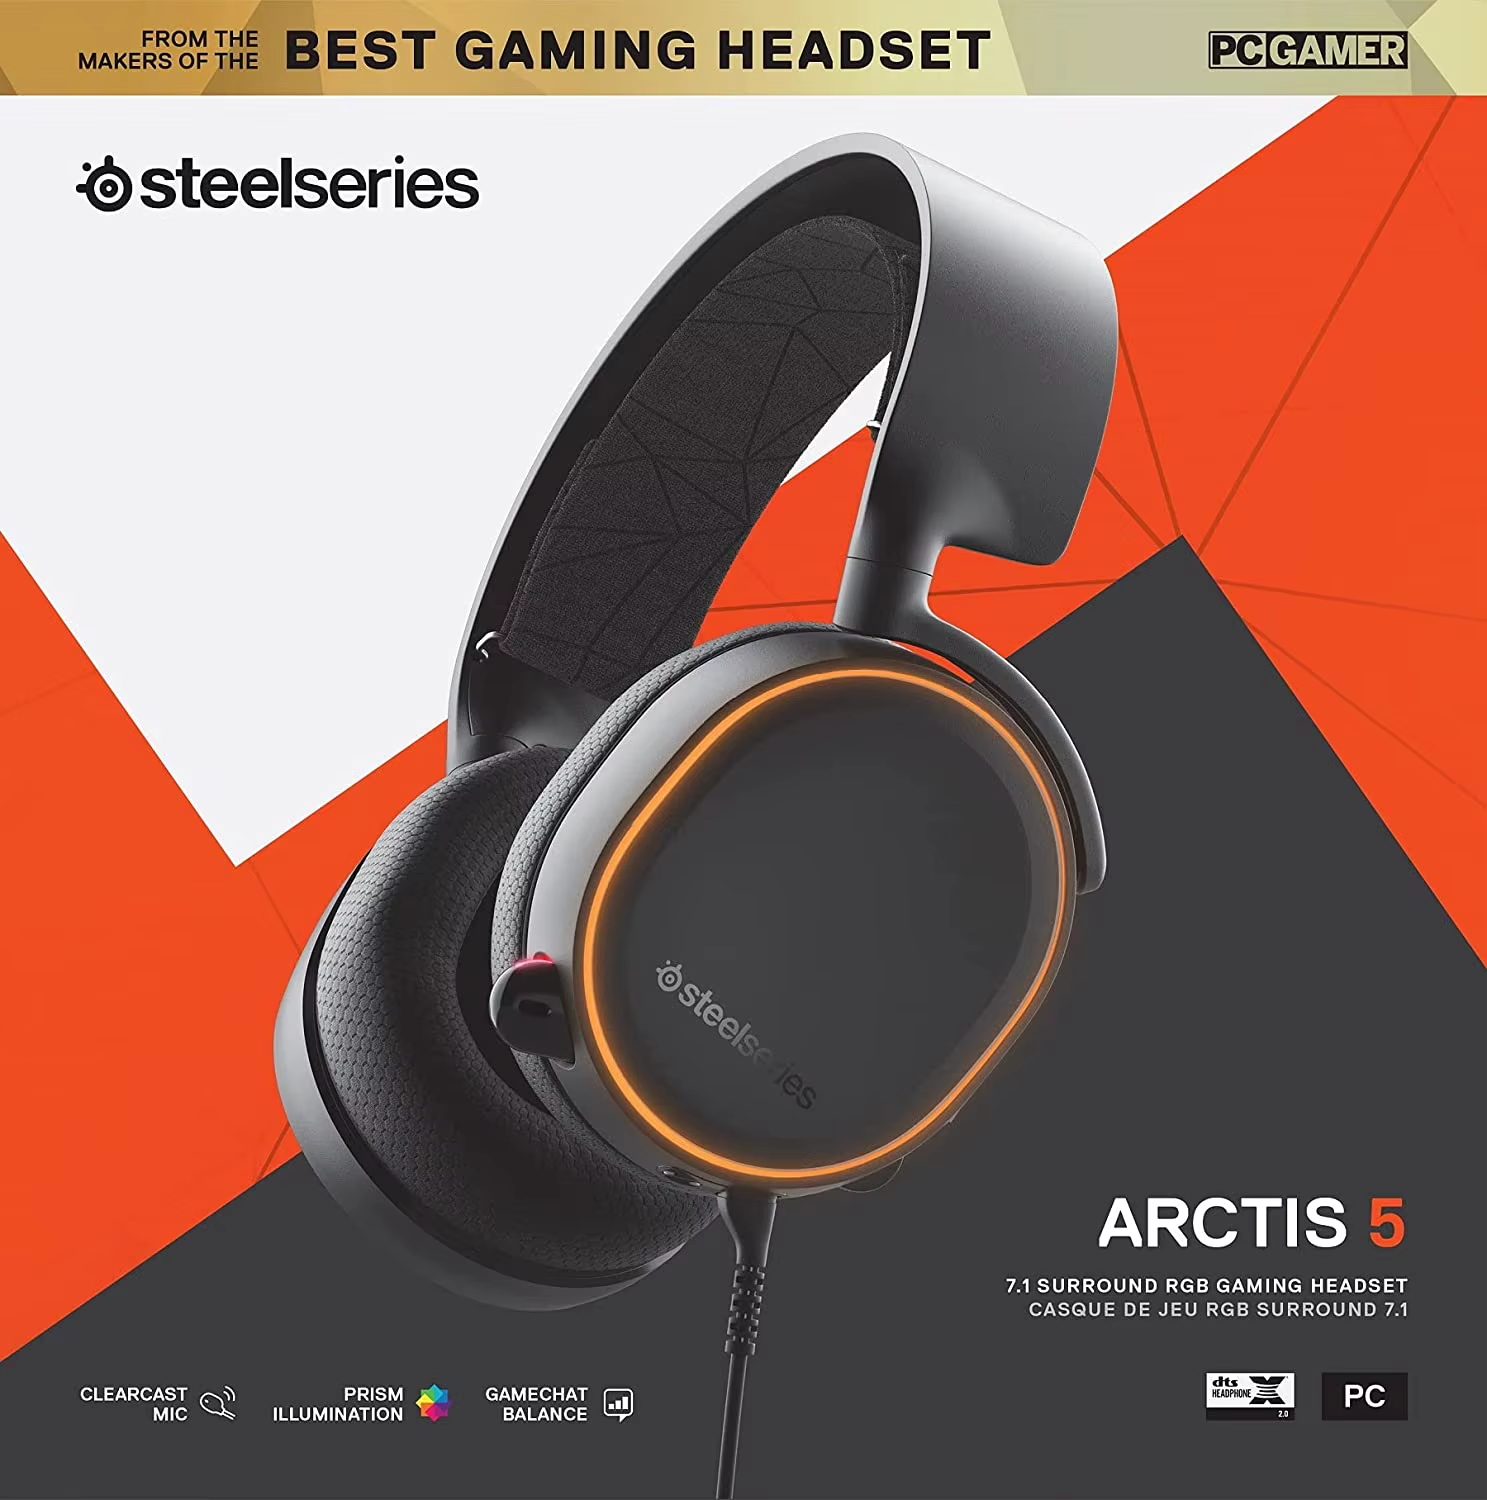 FROM THE
MAKERS OF THE
BEST GAMING HEADSET
PCGAMER
steelseries
steelseries
ARCTIS 5
7.1 SURROUND RGB GAMING HEADSET
CASQUE DE JEU RGB SURROUND 7.1
CLEARCAST
MIC
PRISM
ILLUMINATION
GAMECHAT
BALANCE
dts
HEADPHONE X
2.0
PC